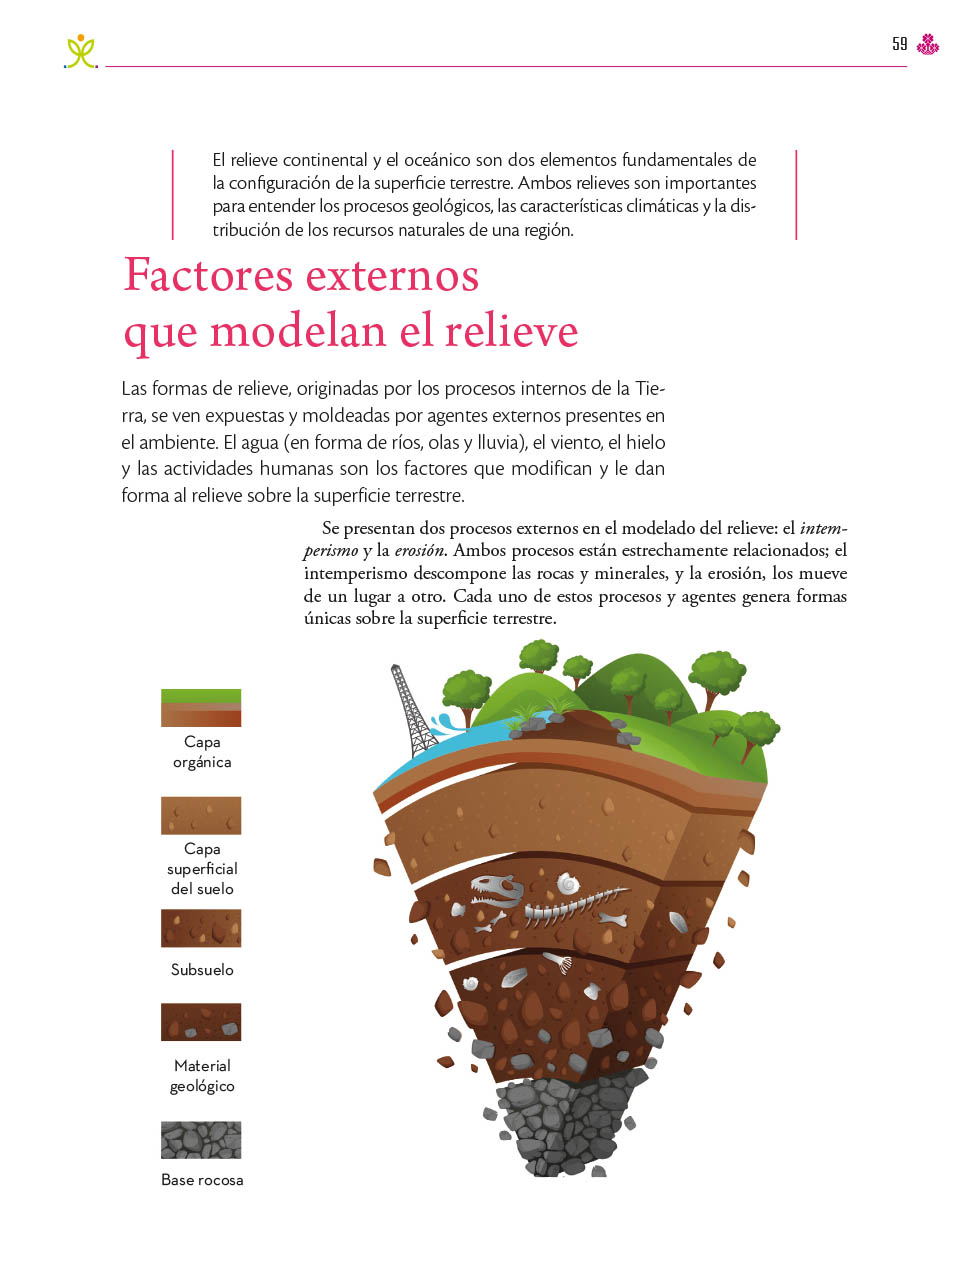 59
El relieve continental y el oceánico son dos elementos fundamentales de
la configuración de la superficie terrestre. Ambos relieves son importantes
para entender los procesos geológicos, las características climáticas y la dis-
tribución de los recursos naturales de una región.
Factores externos
que modelan el relieve
Las formas de relieve, originadas por los procesos internos de la Tie-
rra, se ven expuestas y moldeadas por agentes externos presentes en
el ambiente. El agua (en forma de ríos, olas y lluvia), el viento, el hielo
y las actividades humanas son los factores que modifican y le dan
forma al relieve sobre la superficie terrestre.
Se presentan dos procesos externos en el modelado del relieve: el intem-
perismo y la erosión. Ambos procesos están estrechamente relacionados; el
intemperismo descompone las rocas y minerales, y la erosión, los mueve
de un lugar a otro. Cada uno de estos procesos y agentes genera formas
únicas sobre la superficie terrestre.
Capa
orgánica
Capa
superficial
del suelo
Subsuelo
Material
geológico
Base rocosa